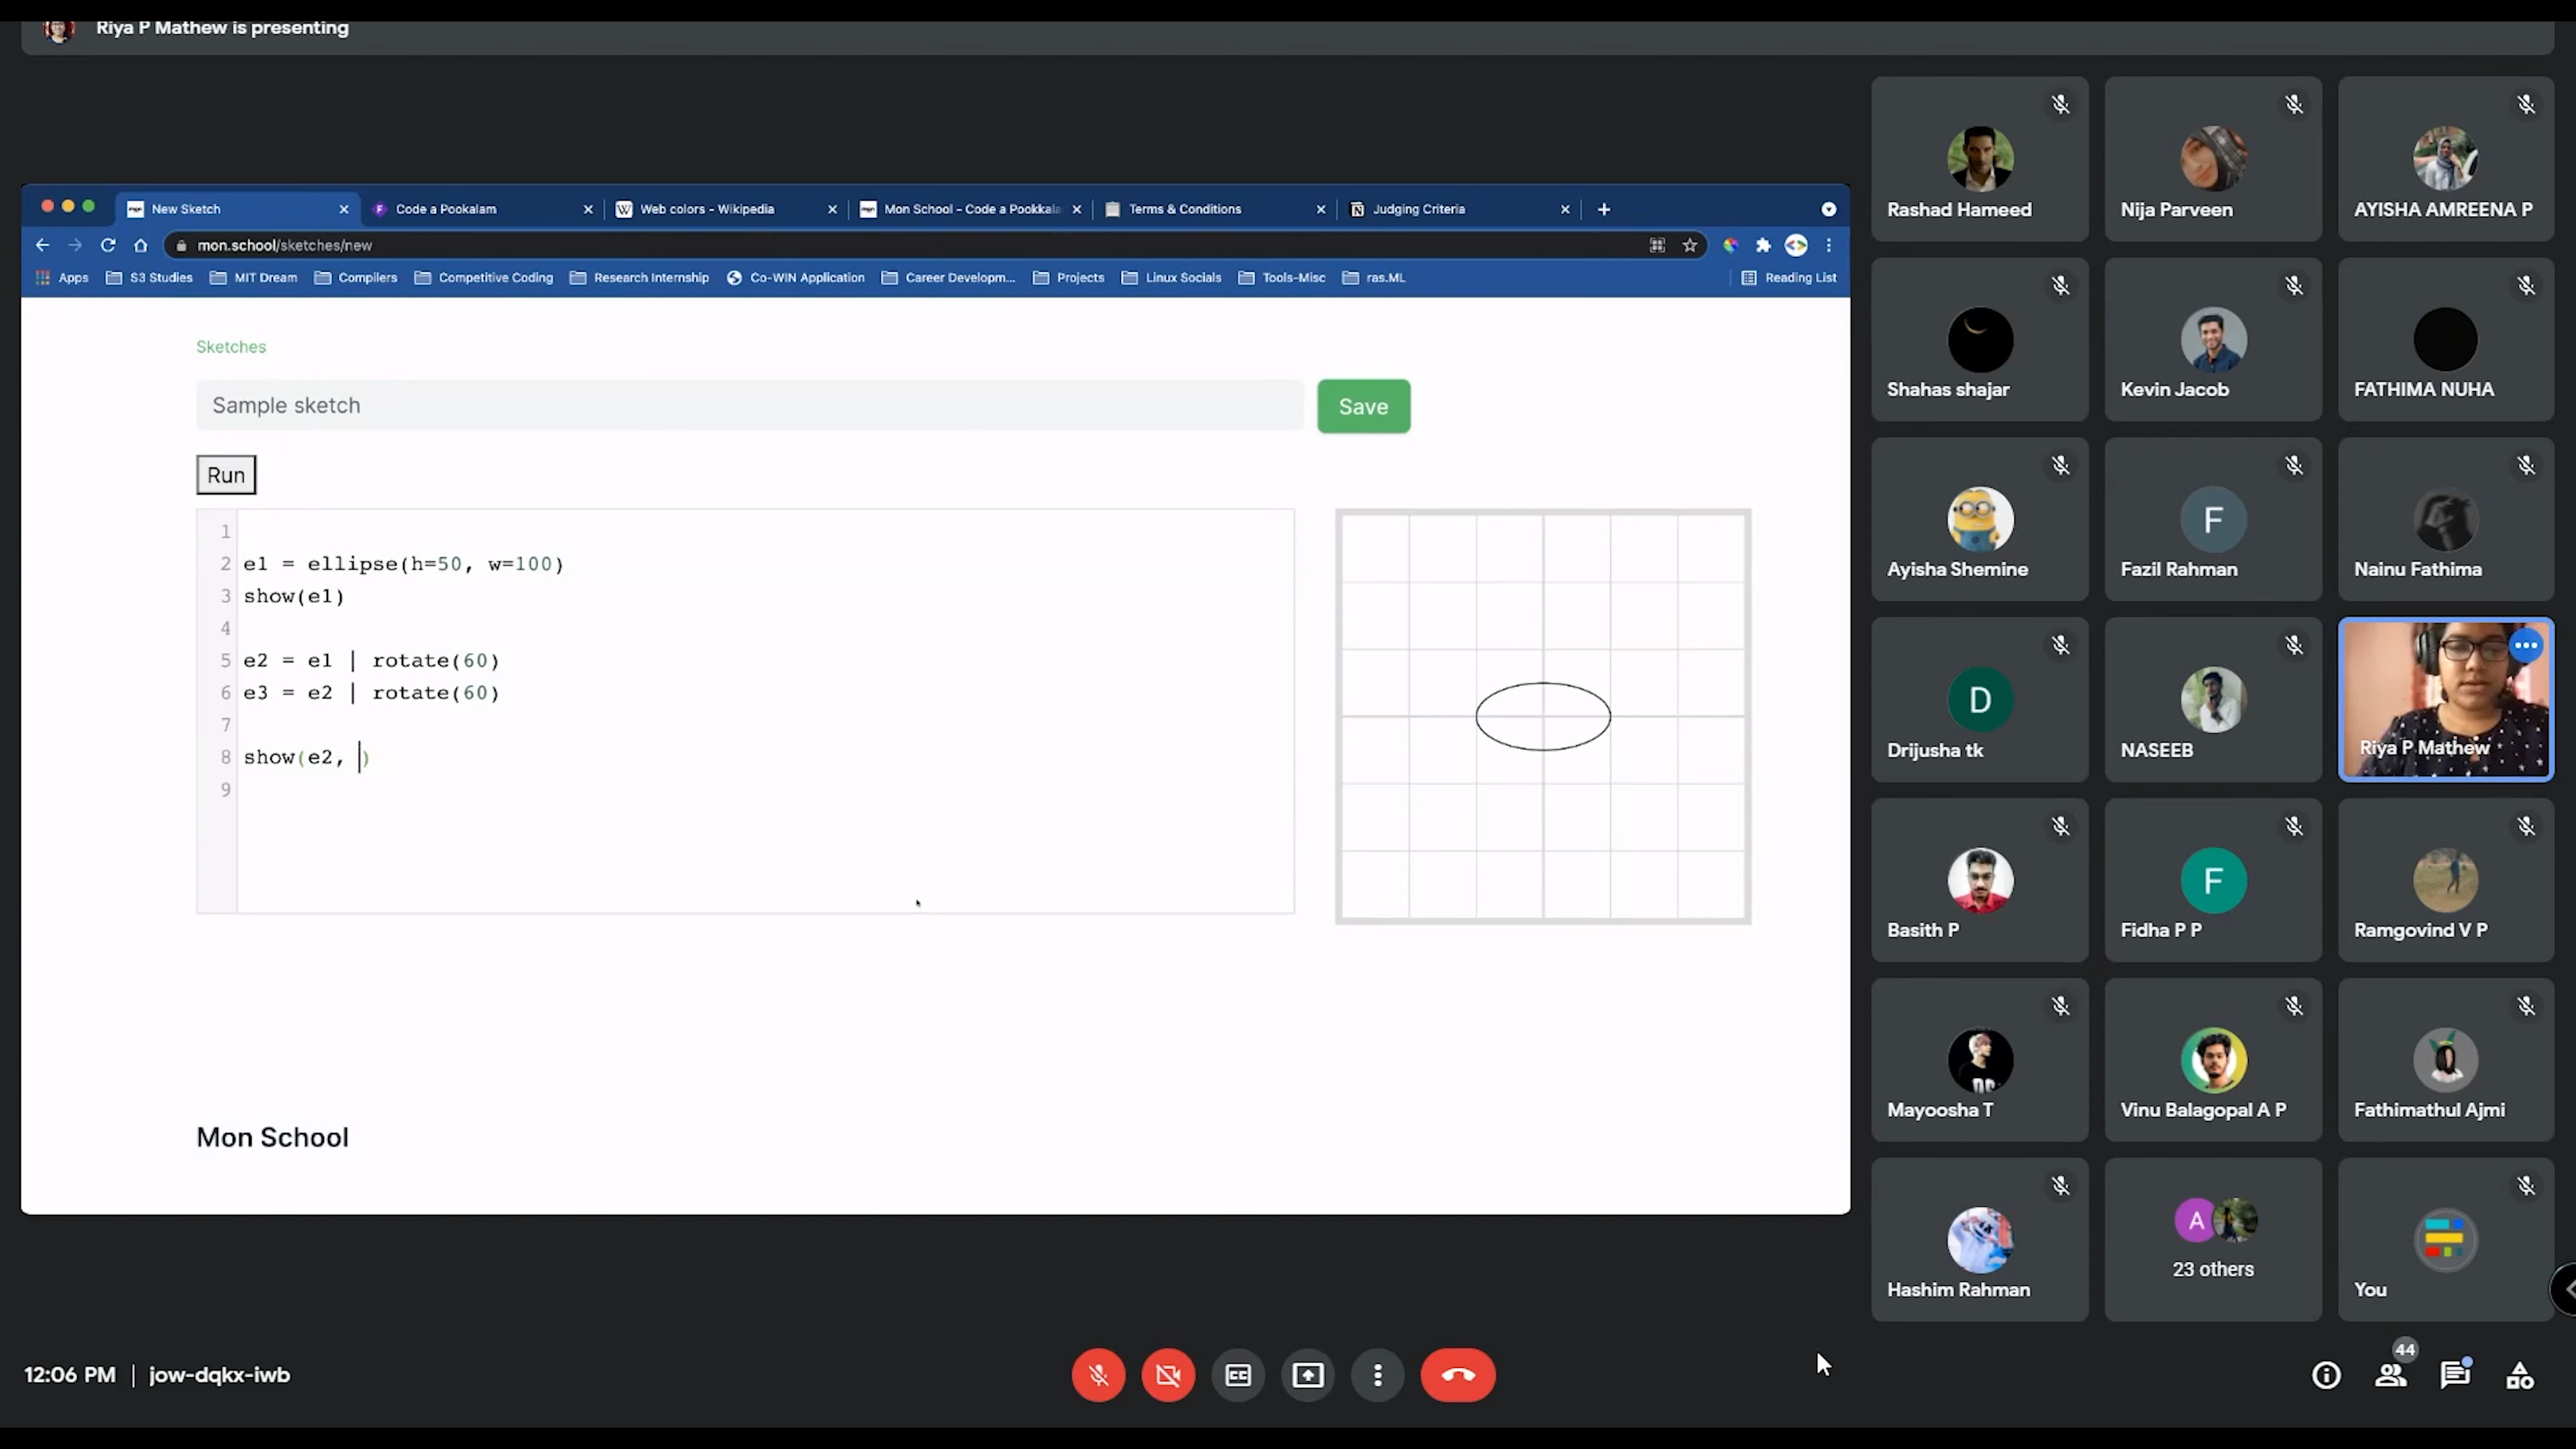 Riya P Mathew is presenting
New Sketch
Code a Pookalam
Web colors - Wikipedia
Mon School - Code a Pookkala
Terms & Conditions
Judging Criteria
mon.school/sketches/new
Apps
S3 Studies
MIT Dream
Compilers
Competitive Coding
Research Internship
Co-WIN Application
Career Developm...
Projects
Linux Socials
Tools-Misc
ras.ML
Reading List
Sketches
Sample sketch
Save
Run
1
2 e1 = ellipse(h=50, w=100)
3 show(e1)
4
5 e2 = e1 | rotate(60)
6 e3 = e2 | rotate(60)
7
8 show(e2, )
9
Mon School
Rashad Hameed
Nija Parveen
AYISHA AMREENA P
Shahas shajar
Kevin Jacob
FATHIMA NUHA
Ayisha Shemine
F
Fazil Rahman
Nainu Fathima
D
Drijusha tk
NASEEB
Riya P Mathew
Basith P
F
Fidha P P
Ramgovind V P
Mayoosha T
Vinu Balagopal A P
Fathimathul Ajmi
Hashim Rahman
A
23 others
You
12:06 PM | jow-dqkx-iwb
CC
44